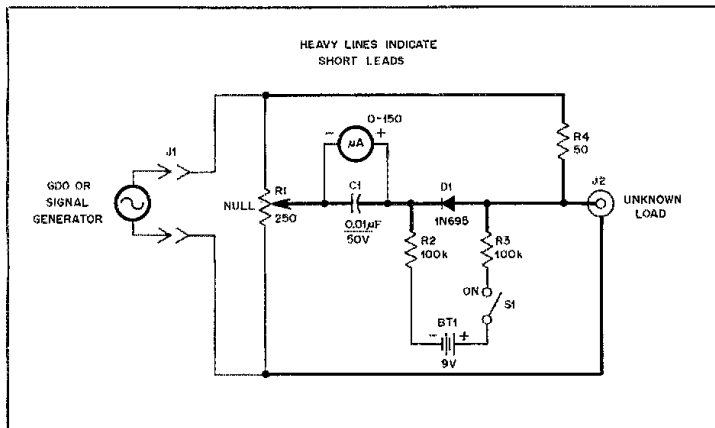 HEAVY LINES INDICATE
SHORT LEADS
J1
GDO OR
SIGNAL
GENERATOR
NULL
R1
250
- + 0-150
µA
C1
0.01µF
50V
D1
1N695
R2
100k
R3
100k
ON
S1
- BT1 +
9V
R4
50
J2
UNKNOWN
LOAD